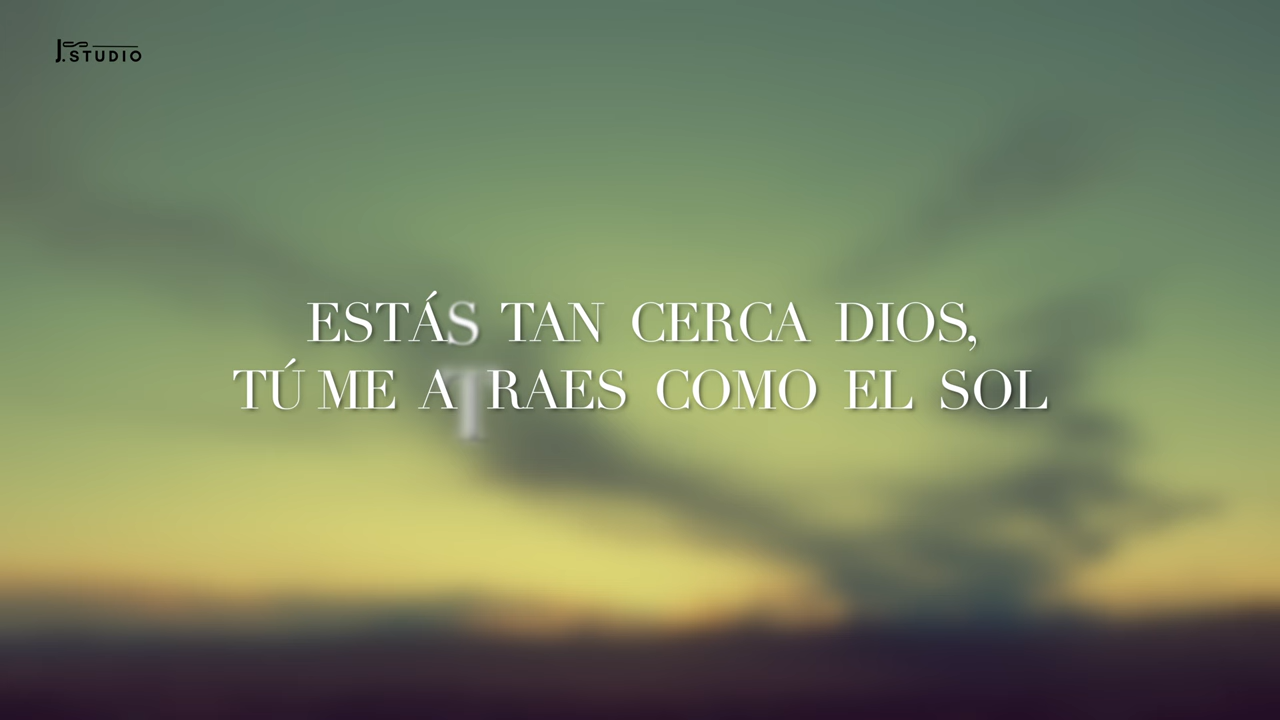 J.STUDIO
ESTÁS TAN CERCA DIOS,
TÚ ME ATRAES COMO EL SOL